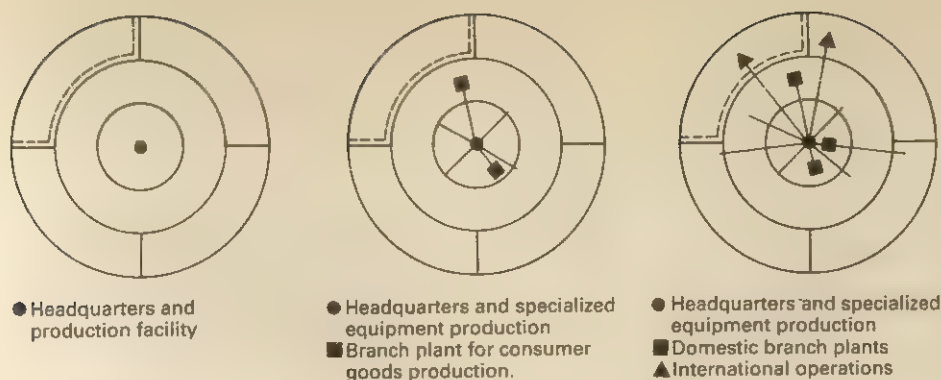 Headquarters and
production facility
Headquarters and specialized
equipment production
Branch plant for consumer
goods production.
Headquarters and specialized
equipment production
Domestic branch plants
International operations